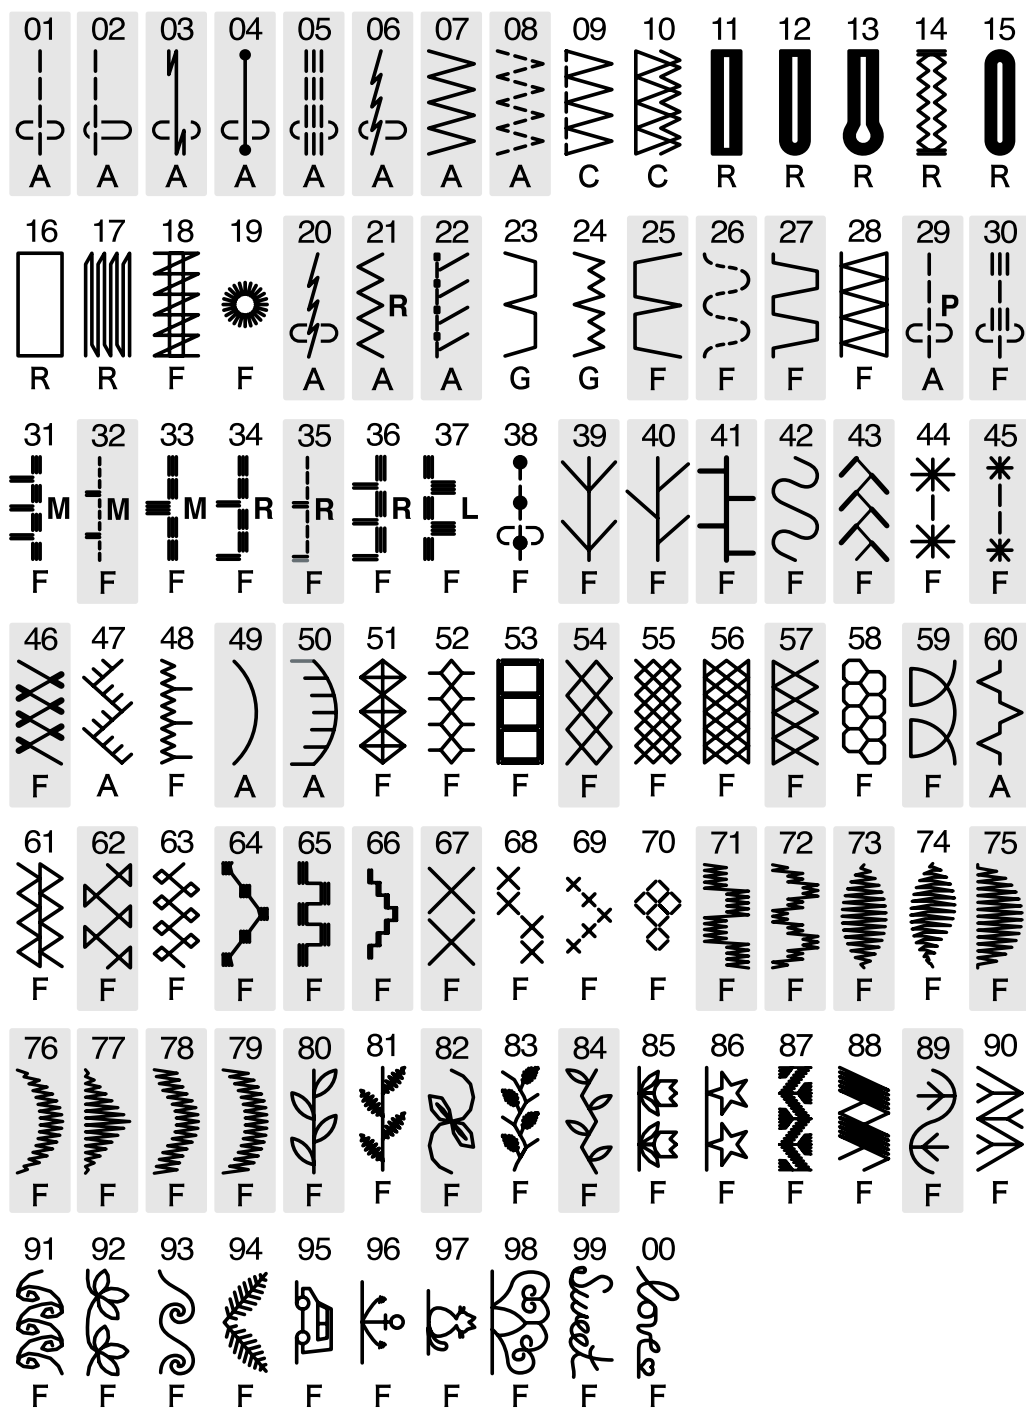 01 02 03 04 05 06 07 08 09 10 11 12 13 14 15
A A A A A A A A C C R R R R R
16 17 18 19 20 21 22 23 24 25 26 27 28 29 30
R P
R R F F A A A G G F F F F A F
31 32 33 34 35 36 37 38 39 40 41 42 43 44 45
M M M R R R L
F F F F F F F F F F F F F F F
46 47 48 49 50 51 52 53 54 55 56 57 58 59 60
F A F A A F F F F F F F F F A
61 62 63 64 65 66 67 68 69 70 71 72 73 74 75
F F F F F F F F F F F F F F F
76 77 78 79 80 81 82 83 84 85 86 87 88 89 90
F F F F F F F F F F F F F F F
91 92 93 94 95 96 97 98 99 00
Sweet love
F F F F F F F F F F